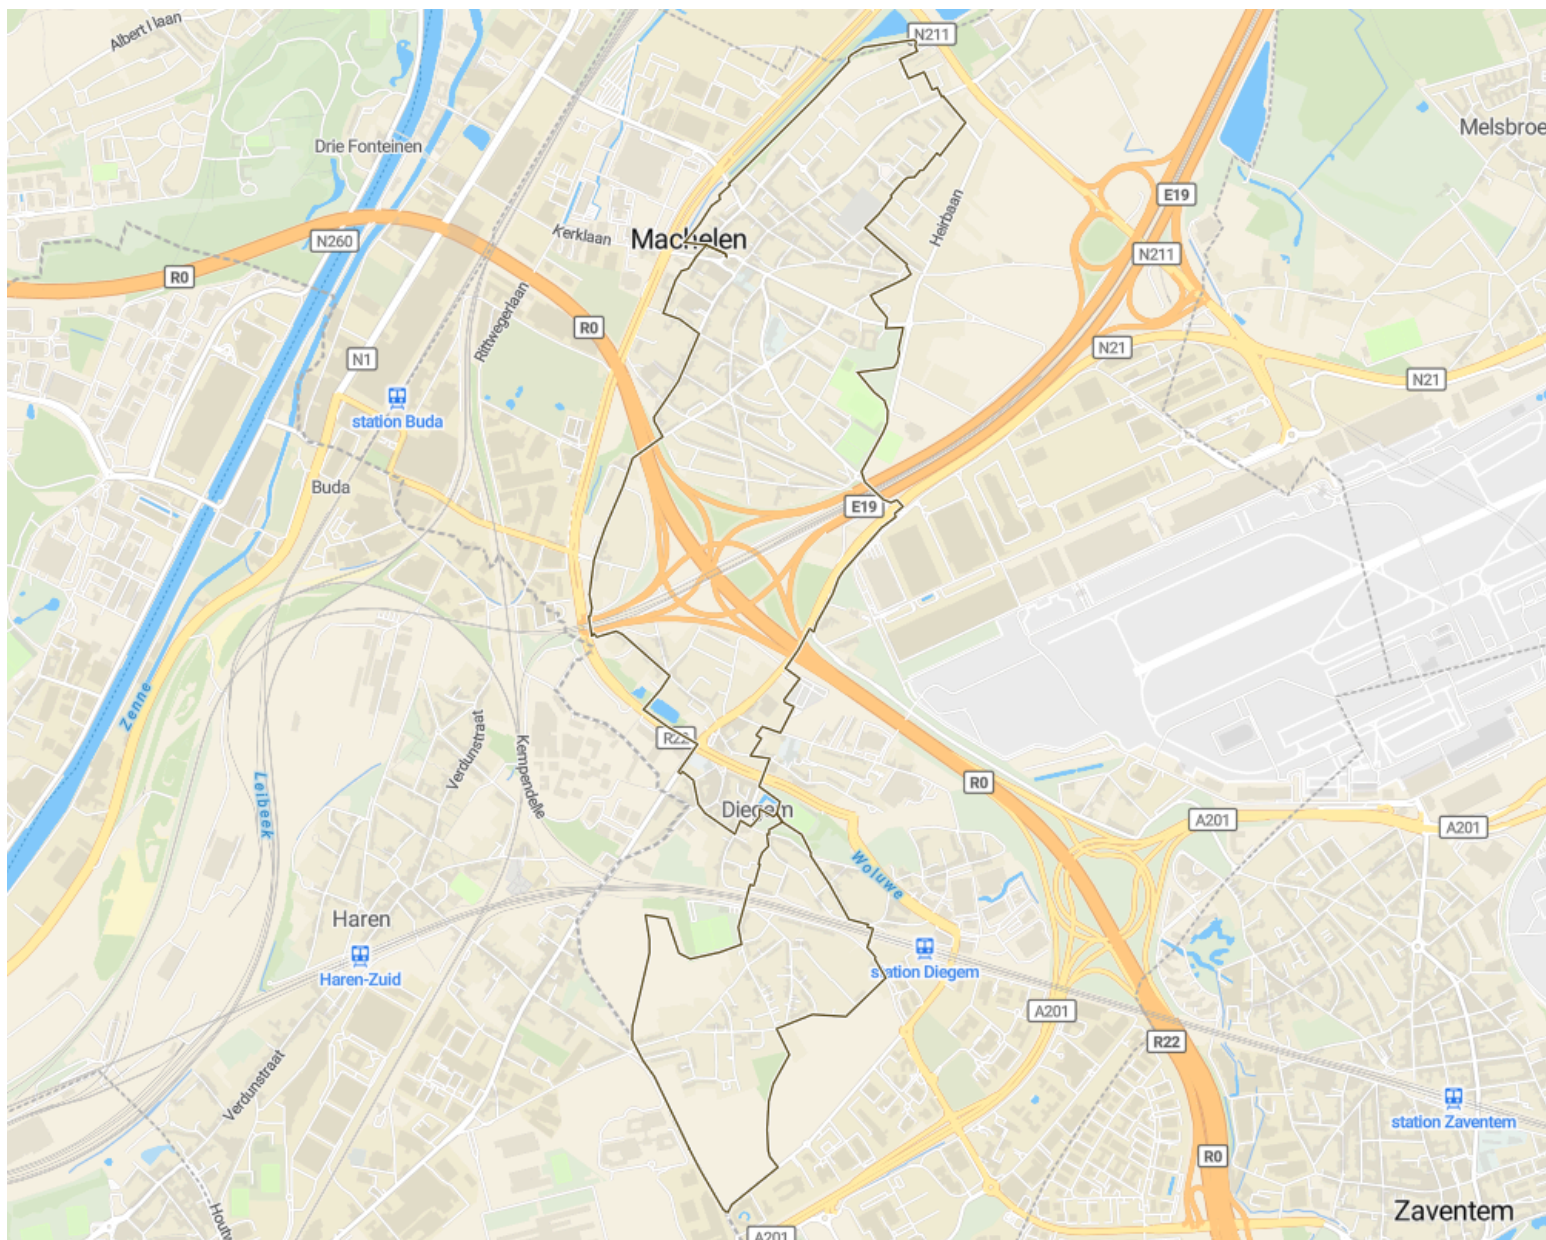 N211
Albert I laan
Melsbroe
Drie Fonteinen
E19
Heirbaan
Kerklaan
Machelen
N260
N211
R0
Rittwegerlaan
R0
N1
N21
N21
station Buda
Buda
E19
Zenne
Verdunstraat
R22
Kempendelle
R0
Leibeek
Diegem
A201
A201
Woluwe
Haren
station Diegem
Haren-Zuid
A201
R22
Verdunstraat
station Zaventem
R0
Houtw
Zaventem
A201